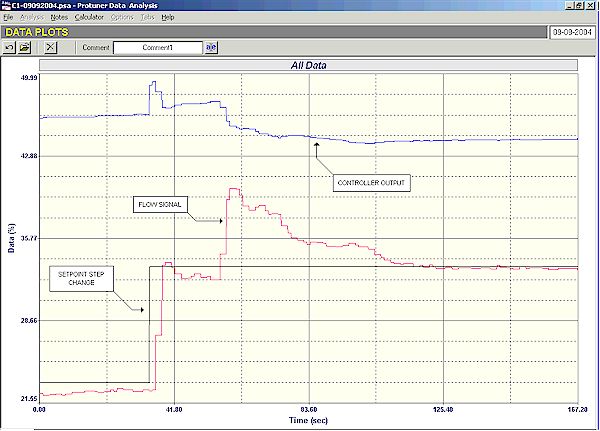 C1-09092004.psa - Protuner Data Analysis
File Analysis Notes Calculator Options Tabs Help
DATA PLOTS
09-09-2004
Comment
Comment1
All Data
49.99
42.88
35.77
28.66
21.55
Data (%)
CONTROLLER OUTPUT
FLOW SIGNAL
SETPOINT STEP
CHANGE
0.00
41.80
83.60
125.40
167.20
Time (sec)